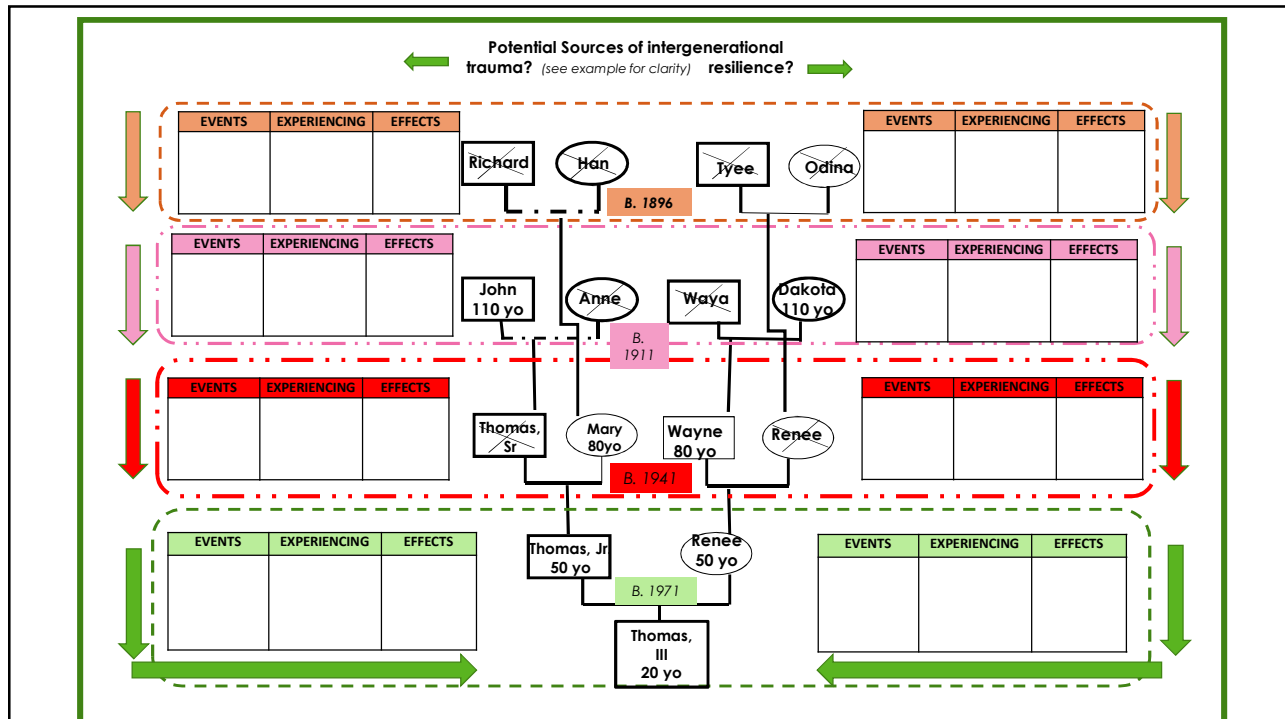 Potential Sources of intergenerational
trauma? (see example for clarity) resilience?
EVENTS EXPERIENCING EFFECTS
EVENTS EXPERIENCING EFFECTS
Richard Han Tyee Odina
B. 1896
EVENTS EXPERIENCING EFFECTS
EVENTS EXPERIENCING EFFECTS
John
110 yo
Anne
Waya
Dakota
110 yo
B.
1911
EVENTS EXPERIENCING EFFECTS
EVENTS EXPERIENCING EFFECTS
Thomas,
Sr
Mary
80yo
Wayne
80 yo
Renee
B. 1941
EVENTS EXPERIENCING EFFECTS
EVENTS EXPERIENCING EFFECTS
Thomas, Jr
50 yo
Renee
50 yo
B. 1971
Thomas,
III
20 yo